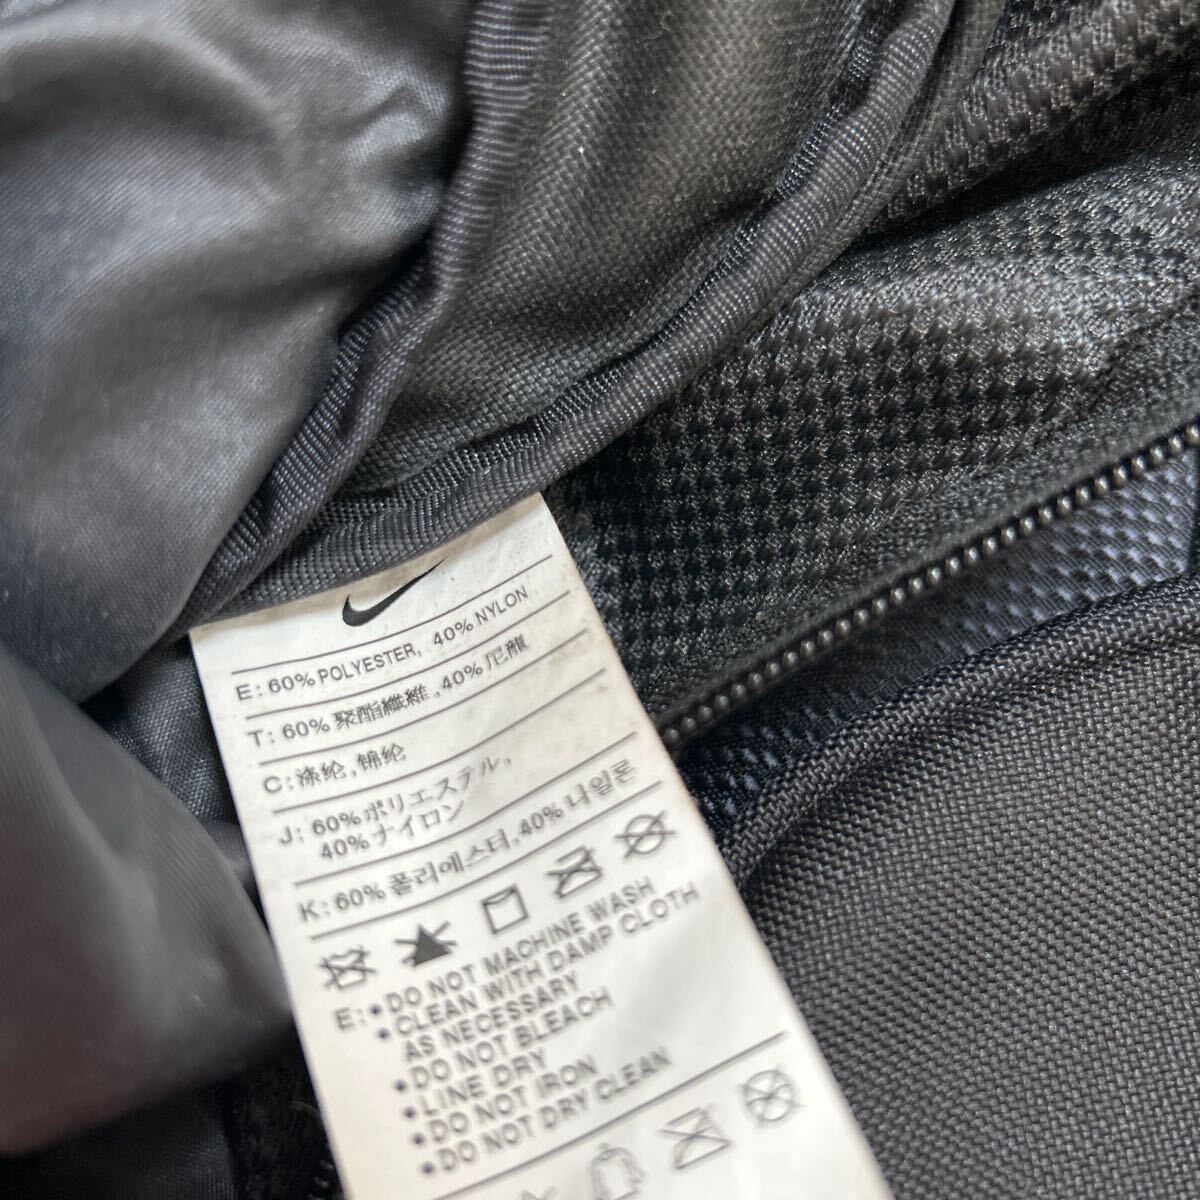 E: 60% POLYESTER, 40% NYLON
T: 60% 聚酯纖維, 40% 尼龍
C: 涤纶, 锦纶
J: 60% ポリエステル,
40% ナイロン
K: 60% 폴리에스터, 40% 나일론
E: •DO NOT MACHINE WASH
•CLEAN WITH DAMP CLOTH
AS NECESSARY
•DO NOT BLEACH
•LINE DRY
•DO NOT IRON
•DO NOT DRY CLEAN